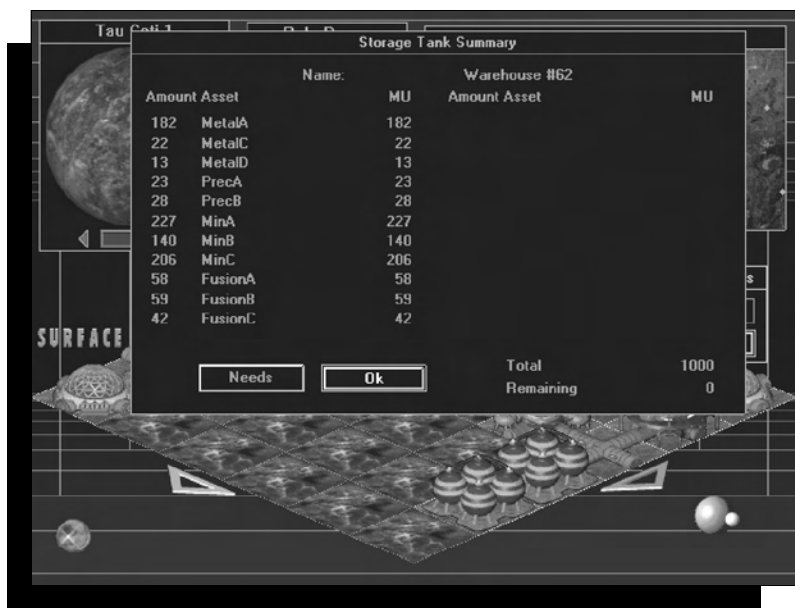 Tau Ceti 1
Storage Tank Summary
Name: Warehouse #62
Amount Asset MU Amount Asset MU
182 MetalA 182
22 MetalC 22
13 MetalD 13
23 PrecA 23
28 PrecB 28
227 MinA 227
140 MinB 140
206 MinC 206
58 FusionA 58
59 FusionB 59
42 FusionC 42
s
SURFACE
Needs Ok
Total 1000
Remaining 0